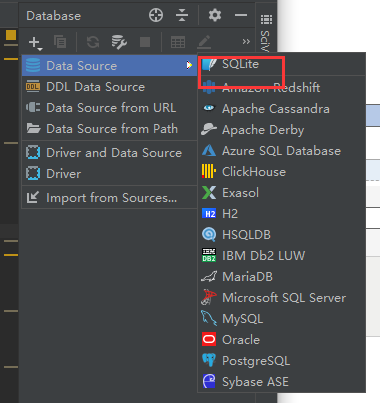 Database
SciV
Data Source
DDL Data Source
Data Source from URL
Data Source from Path
Driver and Data Source
Driver
Import from Sources...
SQLite
Amazon Redshift
Apache Cassandra
Apache Derby
Azure SQL Database
ClickHouse
Exasol
H2
HSQLDB
IBM Db2 LUW
MariaDB
Microsoft SQL Server
MySQL
Oracle
PostgreSQL
Sybase ASE